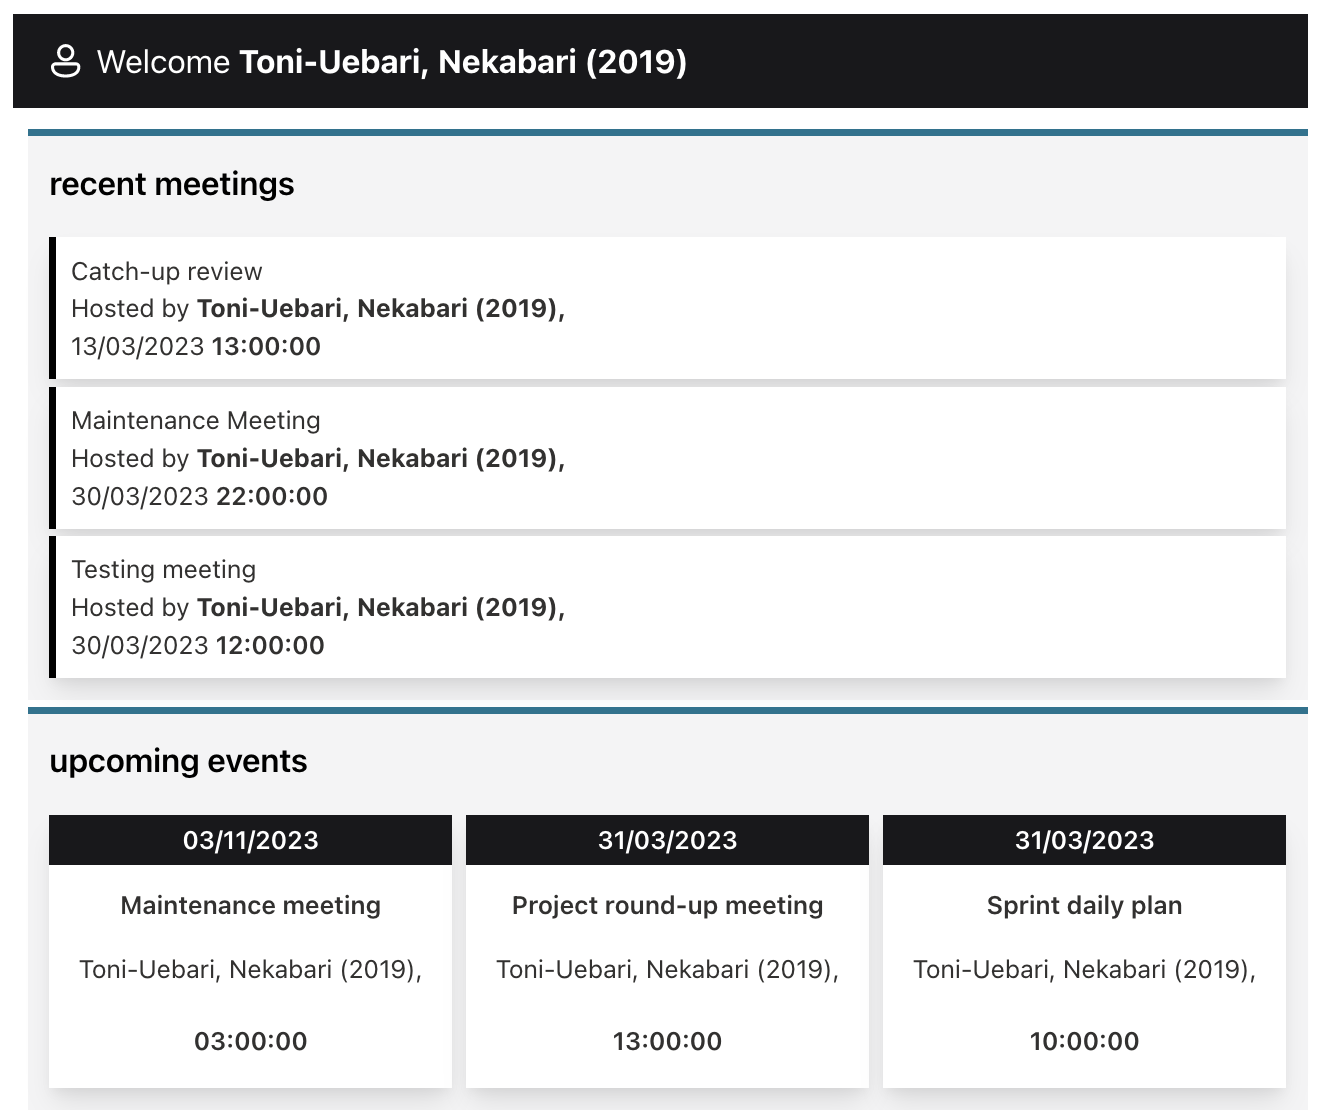 Welcome Toni-Uebari, Nekabari (2019)
recent meetings
Catch-up review
Hosted by Toni-Uebari, Nekabari (2019),
13/03/2023 13:00:00
Maintenance Meeting
Hosted by Toni-Uebari, Nekabari (2019),
30/03/2023 22:00:00
Testing meeting
Hosted by Toni-Uebari, Nekabari (2019),
30/03/2023 12:00:00
upcoming events
03/11/2023
Maintenance meeting
Toni-Uebari, Nekabari (2019),
03:00:00
31/03/2023
Project round-up meeting
Toni-Uebari, Nekabari (2019),
13:00:00
31/03/2023
Sprint daily plan
Toni-Uebari, Nekabari (2019),
10:00:00